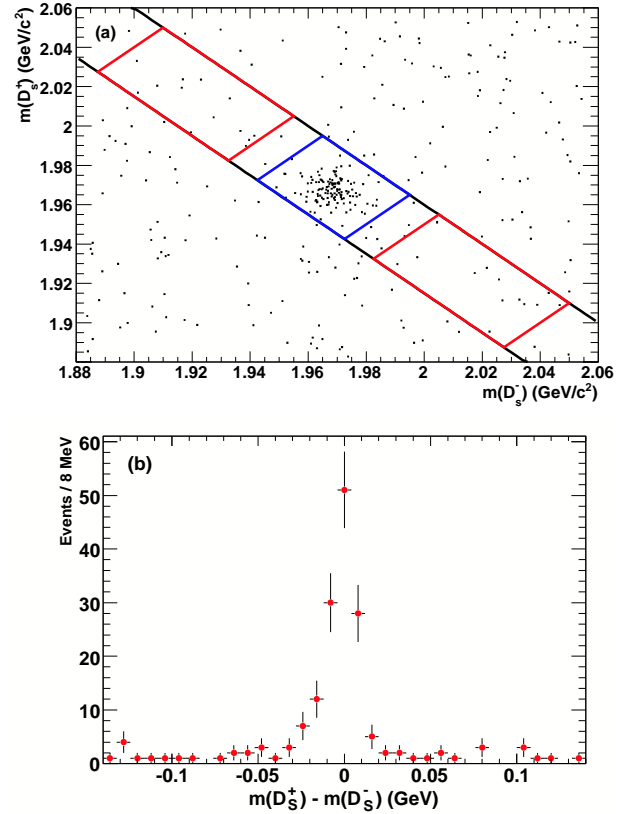 (a)
m(D_s^+) (GeV/c²)
2.06
2.04
2.02
2
1.98
1.96
1.94
1.92
1.9
1.88 1.9 1.92 1.94 1.96 1.98 2 2.02 2.04 2.06
m(D_s^-) (GeV/c²)
(b)
Events / 8 MeV
60
50
40
30
20
10
0
-0.1 -0.05 0 0.05 0.1
m(D_S^+) - m(D_S^-) (GeV)